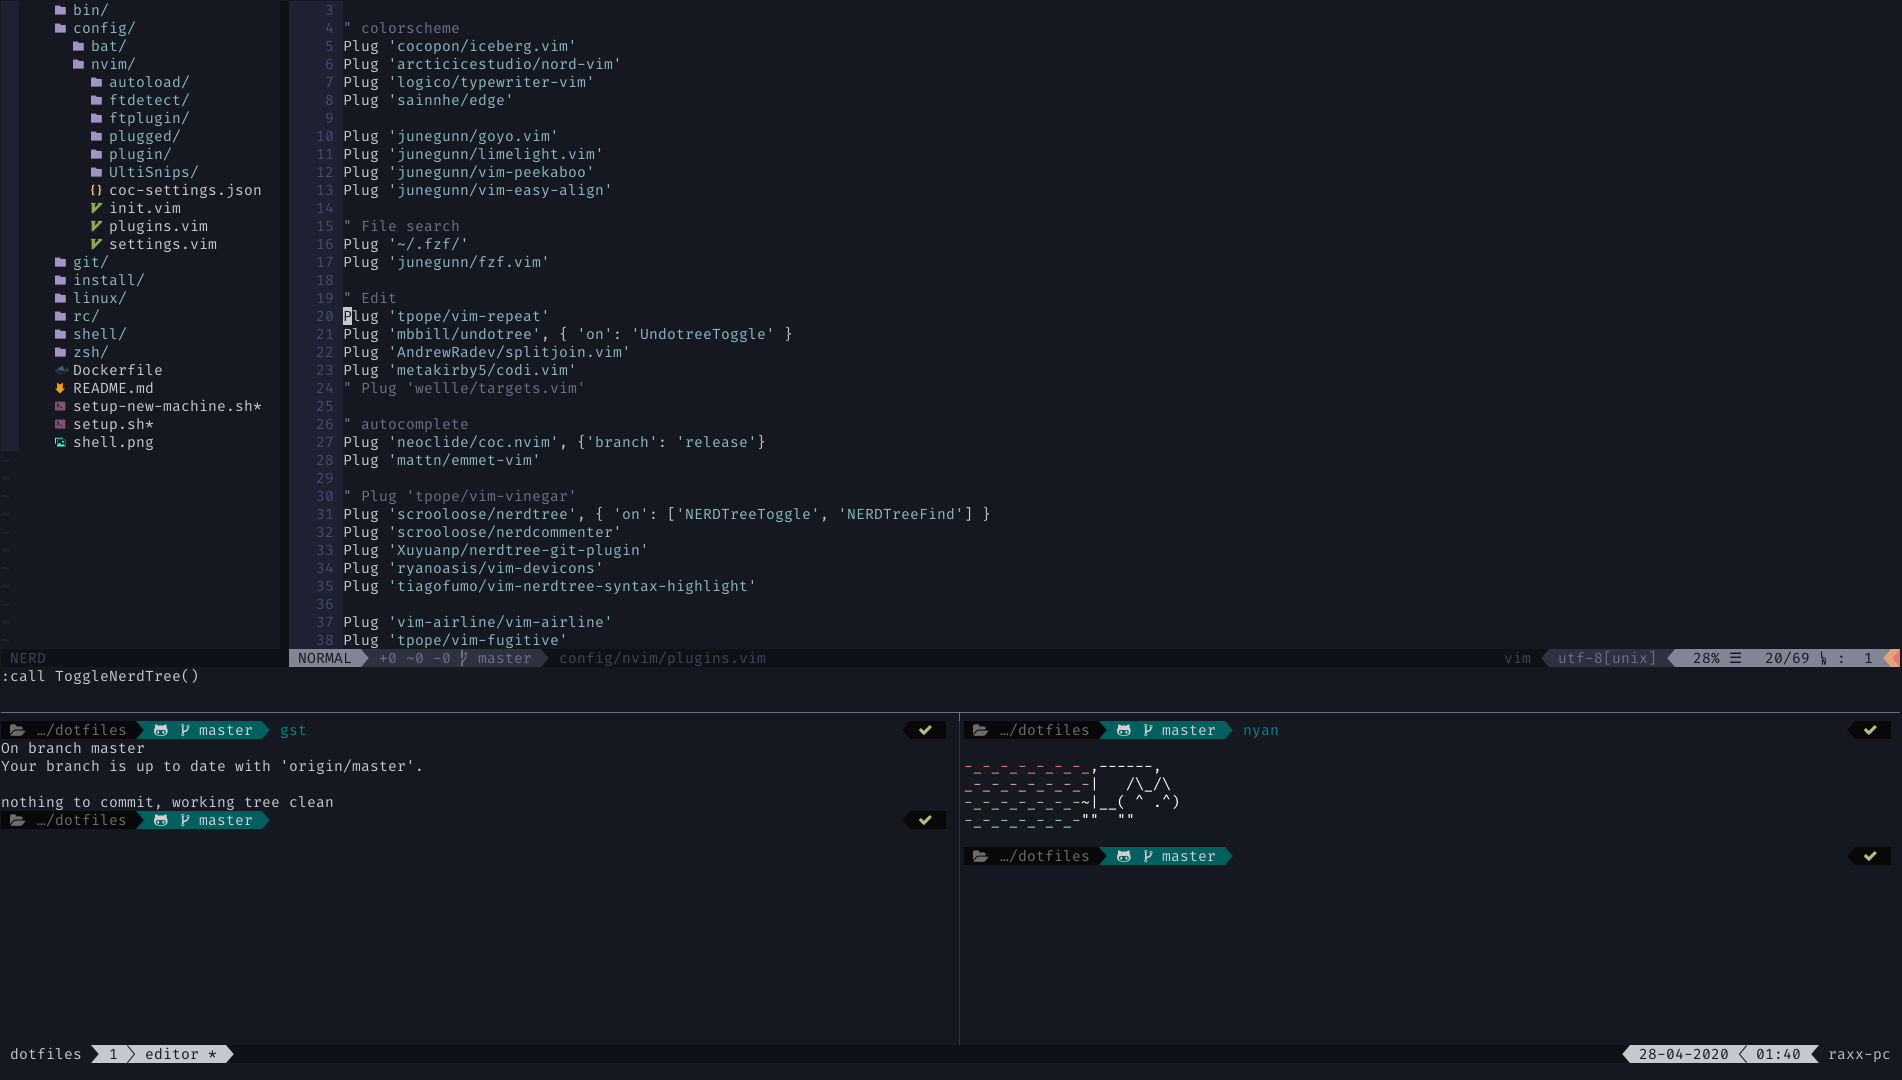 bin/
config/
bat/
nvim/
autoload/
ftdetect/
ftplugin/
plugged/
plugin/
UltiSnips/
{} coc-settings.json
init.vim
plugins.vim
settings.vim
git/
install/
linux/
rc/
shell/
zsh/
Dockerfile
README.md
setup-new-machine.sh*
setup.sh*
shell.png
~
~
~
~
~
~
~
~
~
~
~
NERD
3
4 " colorscheme
5 Plug 'cocopon/iceberg.vim'
6 Plug 'arcticicestudio/nord-vim'
7 Plug 'logico/typewriter-vim'
8 Plug 'sainnhe/edge'
9
10 Plug 'junegunn/goyo.vim'
11 Plug 'junegunn/limelight.vim'
12 Plug 'junegunn/vim-peekaboo'
13 Plug 'junegunn/vim-easy-align'
14
15 " File search
16 Plug '~/.fzf/'
17 Plug 'junegunn/fzf.vim'
18
19 " Edit
20 Plug 'tpope/vim-repeat'
21 Plug 'mbbill/undotree', { 'on': 'UndotreeToggle' }
22 Plug 'AndrewRadev/splitjoin.vim'
23 Plug 'metakirby5/codi.vim'
24 " Plug 'wellle/targets.vim'
25
26 " autocomplete
27 Plug 'neoclide/coc.nvim', {'branch': 'release'}
28 Plug 'mattn/emmet-vim'
29
30 " Plug 'tpope/vim-vinegar'
31 Plug 'scrooloose/nerdtree', { 'on': ['NERDTreeToggle', 'NERDTreeFind'] }
32 Plug 'scrooloose/nerdcommenter'
33 Plug 'Xuyuanp/nerdtree-git-plugin'
34 Plug 'ryanoasis/vim-devicons'
35 Plug 'tiagofumo/vim-nerdtree-syntax-highlight'
36
37 Plug 'vim-airline/vim-airline'
38 Plug 'tpope/vim-fugitive'
NORMAL +0 ~0 -0 master config/nvim/plugins.vim vim utf-8[unix] 28% ☰ 20/69 : 1
:call ToggleNerdTree()
…/dotfiles master gst ✔
On branch master
Your branch is up to date with 'origin/master'.
nothing to commit, working tree clean
…/dotfiles master ✔
…/dotfiles master nyan ✔
-_-_-_-_-_-_-_,------,
_-_-_-_-_-_-_-|   /\_/\
-_-_-_-_-_-_-~|__( ^ .^)
-_-_-_-_-_-_-""  ""
…/dotfiles master ✔
dotfiles 1 editor * 28-04-2020 01:40 raxx-pc